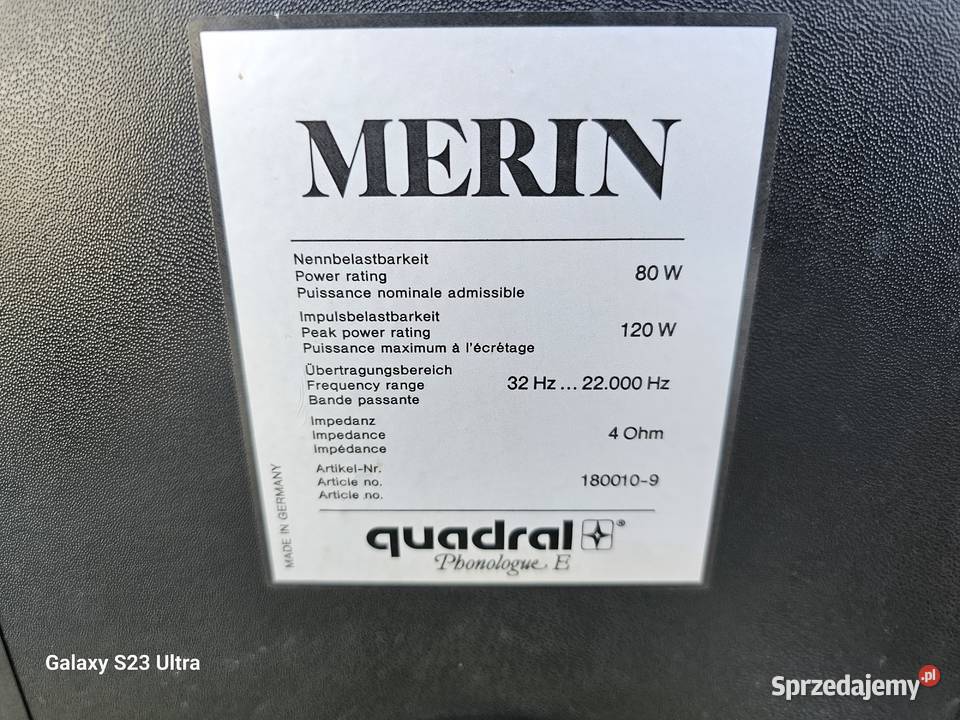 MERIN
Nennbelastbarkeit
Power rating
Puissance nominale admissible
80 W
Impulsbelastbarkeit
Peak power rating
Puissance maximum à l'écrétage
120 W
Übertragungsbereich
Frequency range
Bande passante
32 Hz ... 22.000 Hz
Impedanz
Impedance
Impédance
4 Ohm
Artikel-Nr.
Article no.
Article no.
180010-9
MADE IN GERMANY
quadral®
Phonologue E
Galaxy S23 Ultra
Sprzedajemy.pl